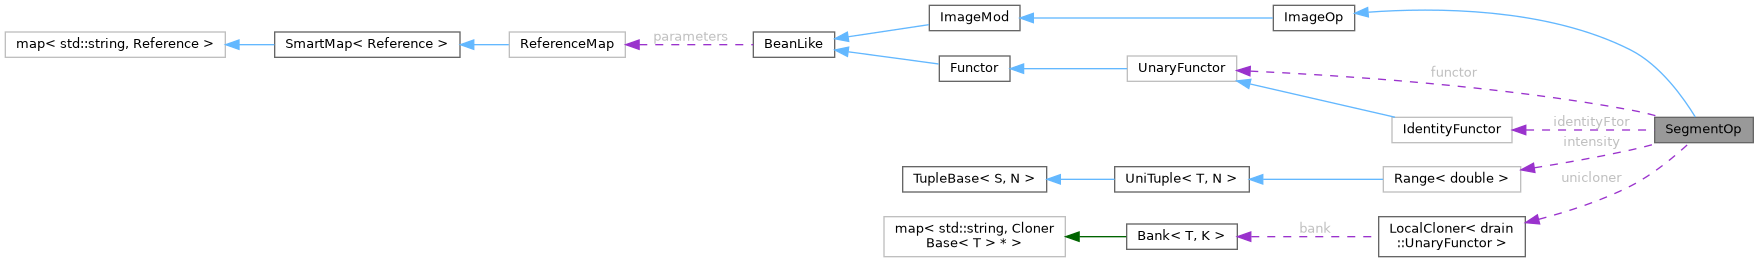 ImageMod
ImageOp
map< std::string, Reference >
SmartMap< Reference >
ReferenceMap
parameters
BeanLike
Functor
UnaryFunctor
functor
IdentityFunctor
identityFtor
SegmentOp
intensity
TupleBase< S, N >
UniTuple< T, N >
Range< double >
unicloner
map< std::string, Cloner
Base< T > * >
Bank< T, K >
bank
LocalCloner< drain
::UnaryFunctor >